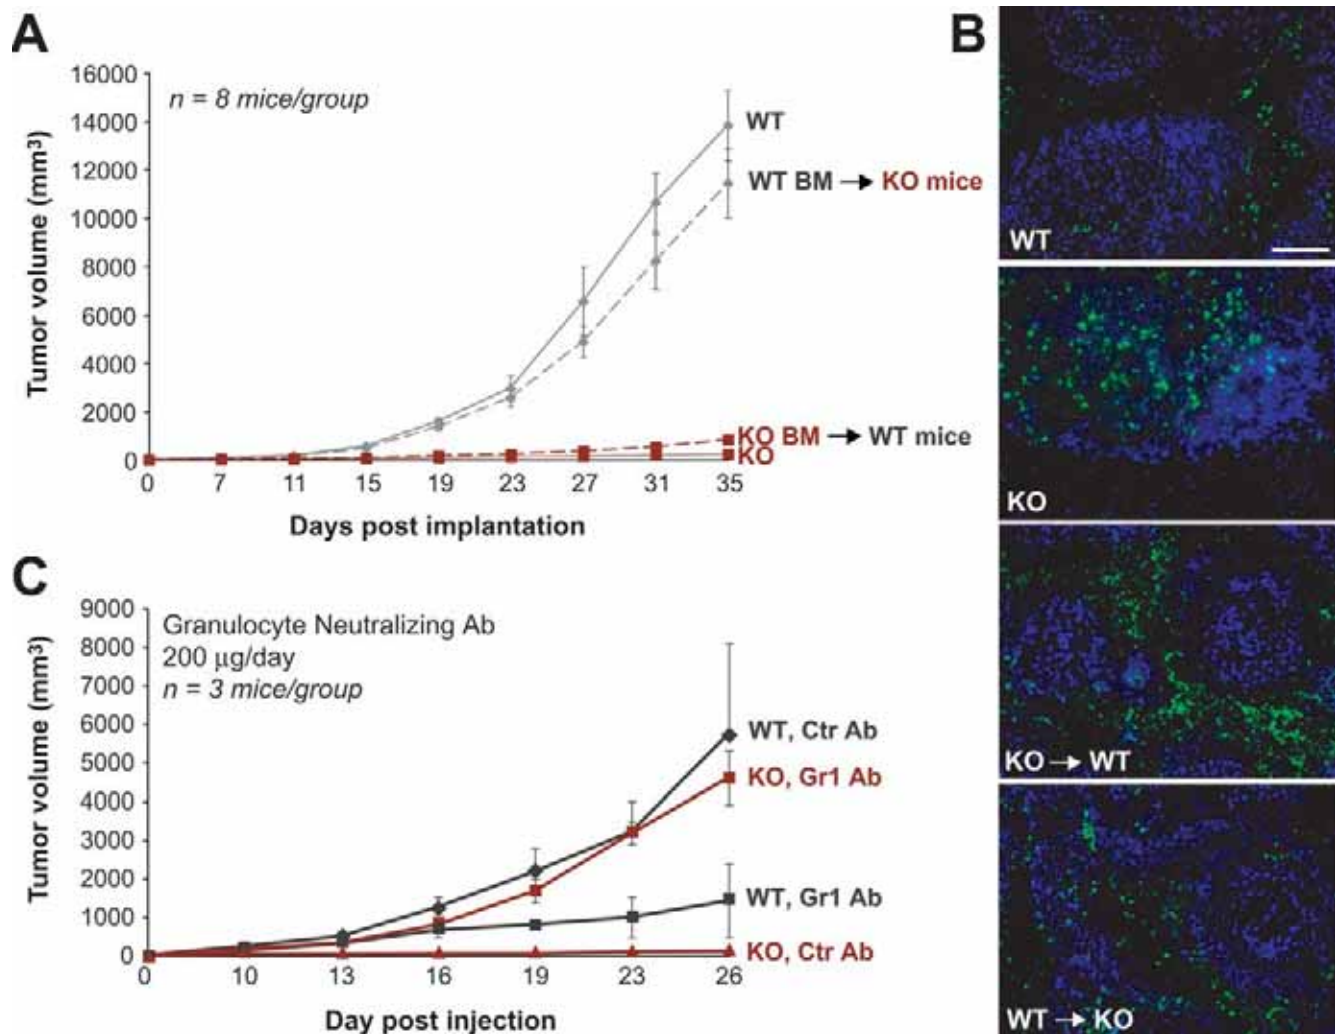 A
16000
14000
12000
10000
8000
6000
4000
2000
0
Tumor volume (mm³)
n = 8 mice/group
WT
WT BM → KO mice
KO BM → WT mice
KO
0 7 11 15 19 23 27 31 35
Days post implantation
B
WT
KO
KO → WT
WT → KO
C
9000
8000
7000
6000
5000
4000
3000
2000
1000
0
Tumor volume (mm³)
Granulocyte Neutralizing Ab
200 µg/day
n = 3 mice/group
WT, Ctr Ab
KO, Gr1 Ab
WT, Gr1 Ab
KO, Ctr Ab
0 10 13 16 19 23 26
Day post injection